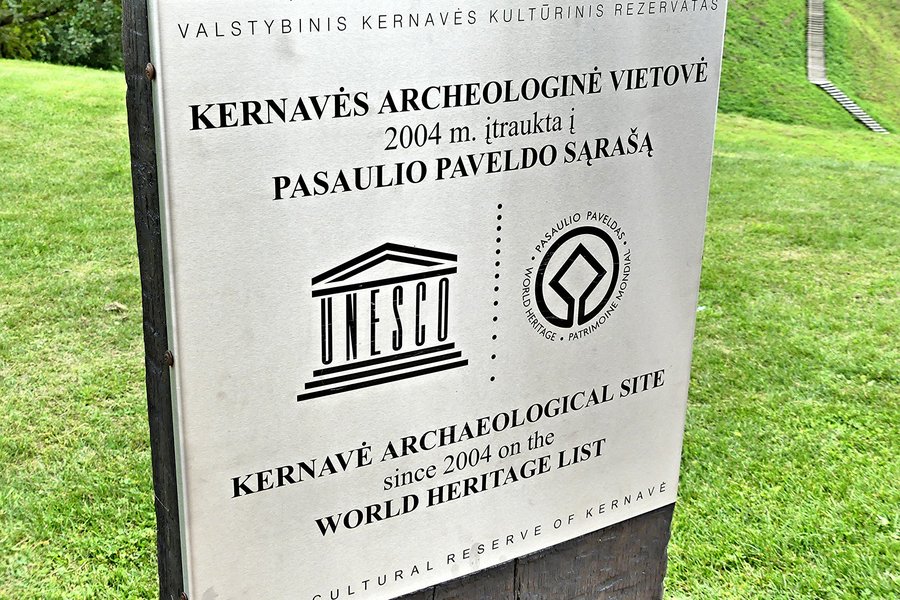 VALSTYBINIS KERNAVĖS KULTŪRINIS REZERVATAS
KERNAVĖS ARCHEOLOGINĖ VIETOVĖ
2004 m. įtraukta į
PASAULIO PAVELDO SĄRAŠĄ
UNESCO
• PASAULIO PAVELDAS •
WORLD HERITAGE • PATRIMOINE MONDIAL
KERNAVĖ ARCHAEOLOGICAL SITE
since 2004 on the
WORLD HERITAGE LIST
CULTURAL RESERVE OF KERNAVĖ